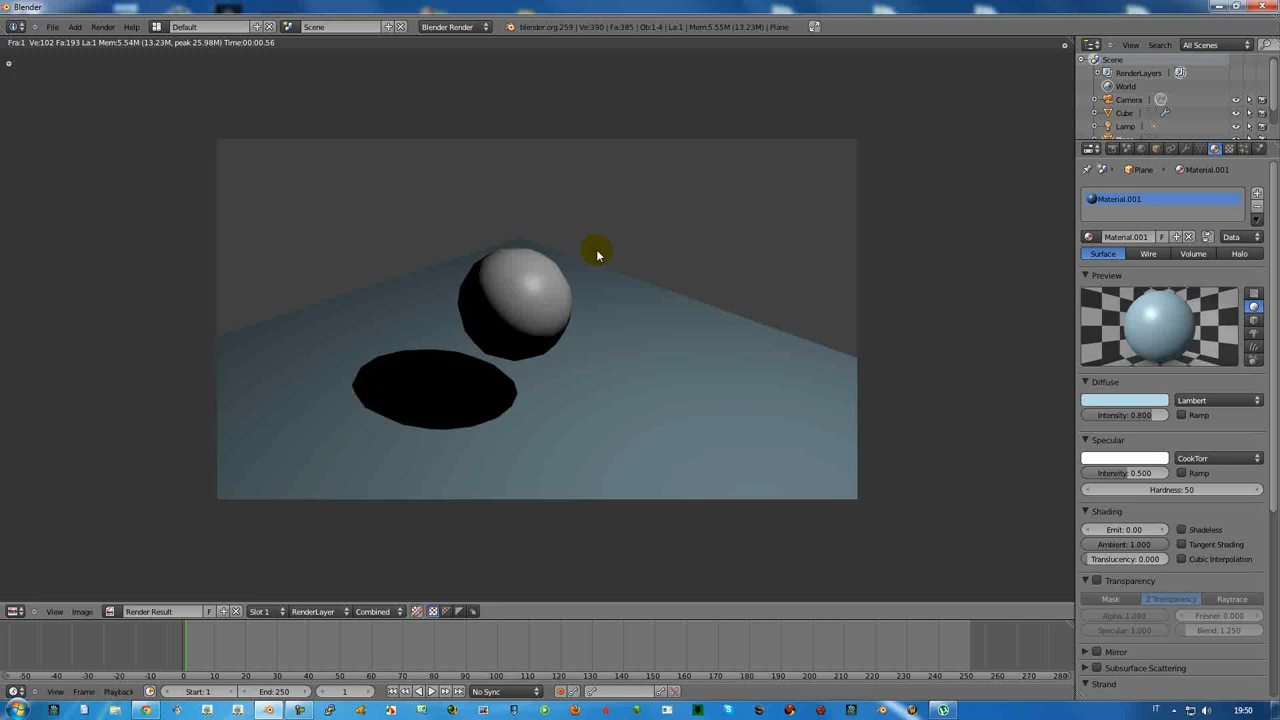 Blender
File Add Render Help Default Scene Blender Render blender.org 259 | Ve:390 | Fa:385 | Ob:1-4 | La:1 | Mem:5.55M (13.23M) | Plane
Fra:1 Ve:102 Fa:193 La:1 Mem:5.54M (13.23M, peak 25.98M) Time:00:00.56
View Search All Scenes
Scene
RenderLayers
World
Camera
Cube
Lamp
Plane Material.001
Material.001
Material.001 F Data
Surface Wire Volume Halo
Preview
Diffuse
Lambert
Intensity: 0.800 Ramp
Specular
CookTorr
Intensity: 0.500 Ramp
Hardness: 50
Shading
Emit: 0.00 Shadeless
Ambient: 1.000 Tangent Shading
Translucency: 0.000 Cubic Interpolation
Transparency
Mask Z Transparency Raytrace
Alpha: 1.000 Fresnel: 0.000
Specular: 1.000 Blend: 1.250
Mirror
Subsurface Scattering
Strand
View Image Render Result F Slot 1 RenderLayer Combined
-50 -40 -30 -20 -10 0 10 20 30 40 50 60 70 80 90 100 110 120 130 140 150 160 170 180 190 200 210 220 230 240 250 260 270 280
View Frame Playback Start: 1 End: 250 1 No Sync
IT 19:50